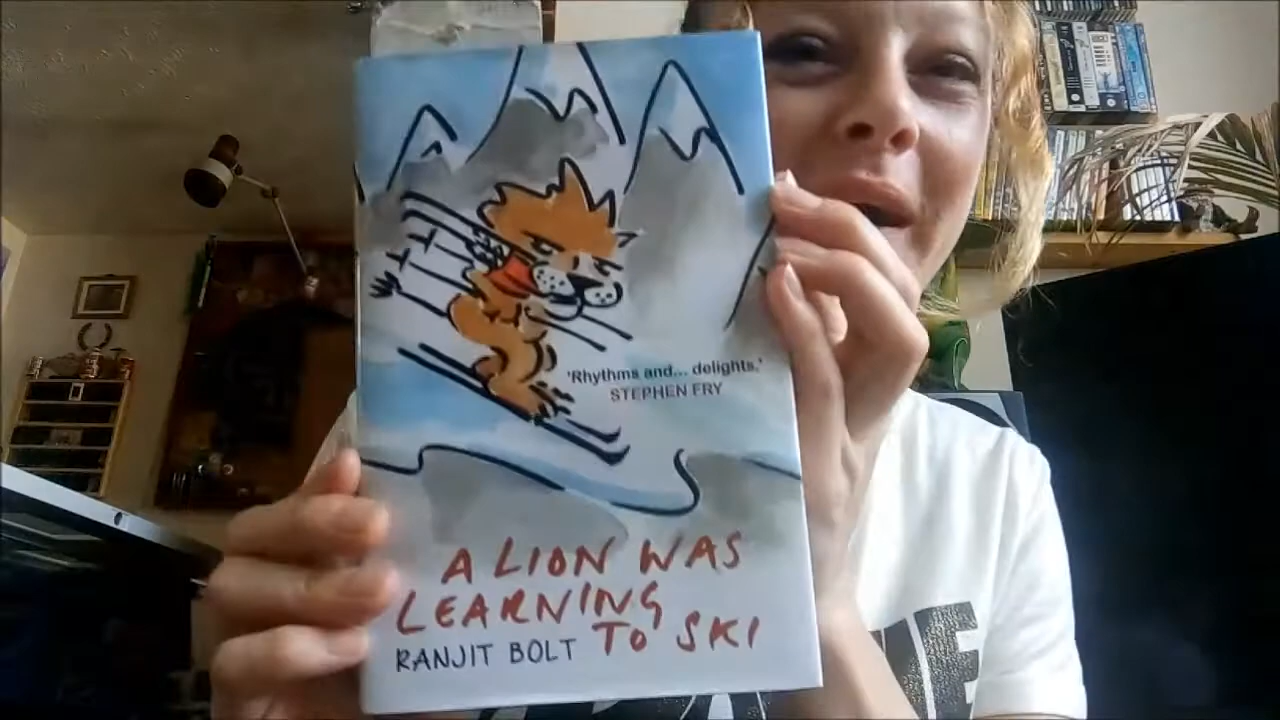 'Rhythms and... delights.'
STEPHEN FRY
A LION WAS
LEARNING
TO SKI
RANJIT BOLT